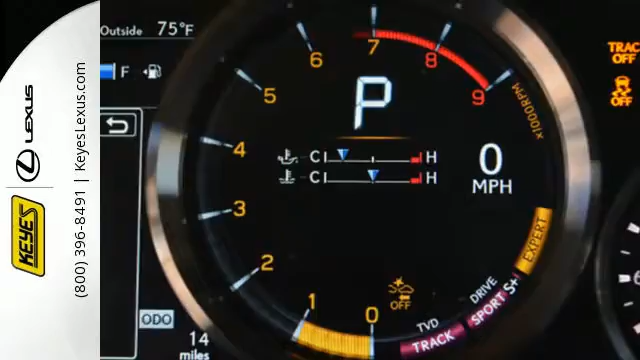 Outside 75°F
F
TRAC
OFF
OFF
P
0
MPH
C H
C H
0
1
2
3
4
5
6
7
8
9
x1000RPM
EXPERT
DRIVE
SPORT S+
TVD
TRACK
OFF
ODO
14
miles
6
LEXUS
KEYES
(800) 396-8491 | KeyesLexus.com